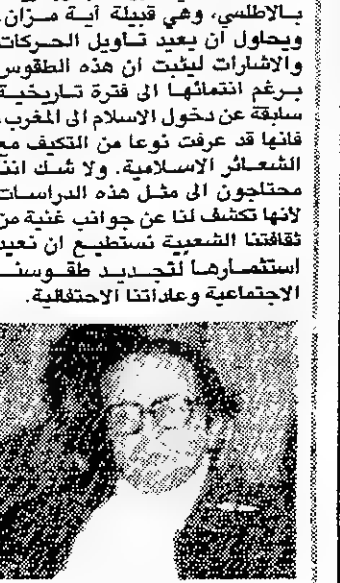 بالاطلسي، وهي قبيلة آية مزان.
ويحاول ان يعيد تاويل الحركات
والاشارات ليثبت ان هذه الطقوس
برغم انتمائها الى فترة تاريخية
سابقة عن دخول الاسلام الى المغرب،
فانها قد عرفت نوعا من التكيف مع
الشعائر الاسلامية. ولا شك اننا
محتاجون الى مثل هذه الدراسات
لانها تكشف لنا عن جوانب غنية من
ثقافتنا الشعبية نستطيع ان نعيد
استثمارها لتجديد طقوسنا
الاجتماعية وعاداتنا الاحتفالية.